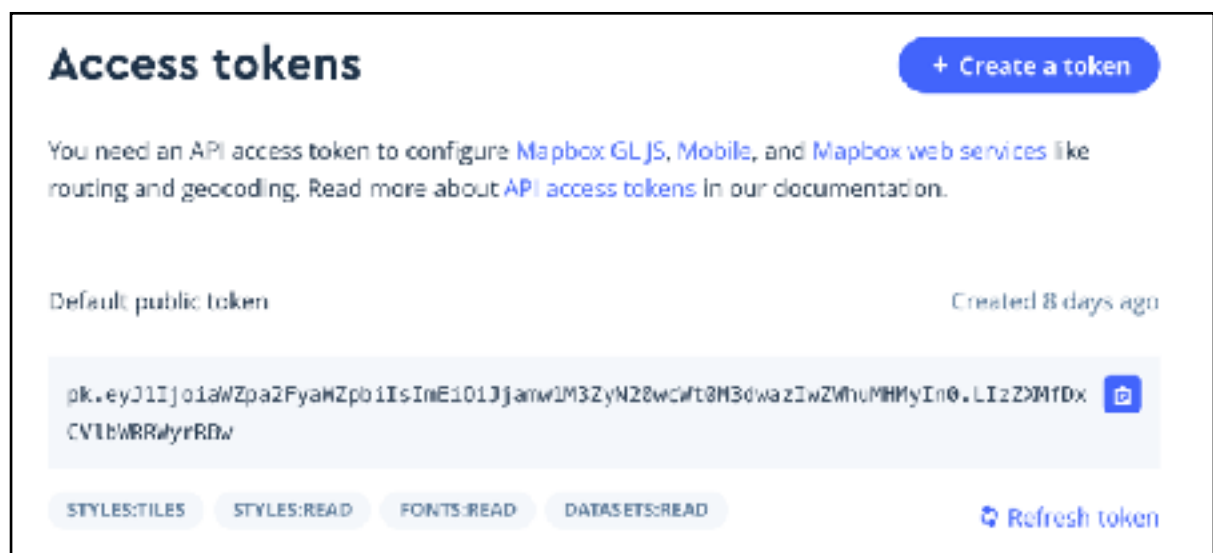 Access tokens
+ Create a token
You need an API access token to configure Mapbox GL JS, Mobile, and Mapbox web services like
routing and geocoding. Read more about API access tokens in our documentation.
Default public token
Created 8 days ago
STYLES:TILES STYLES:READ FONTS:READ DATASETS:READ
Refresh token